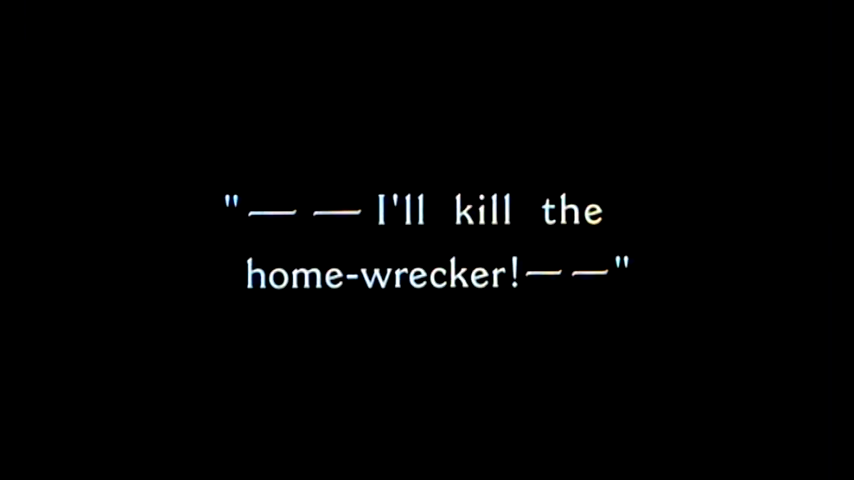 "— — I'll kill the
home-wrecker!— —"